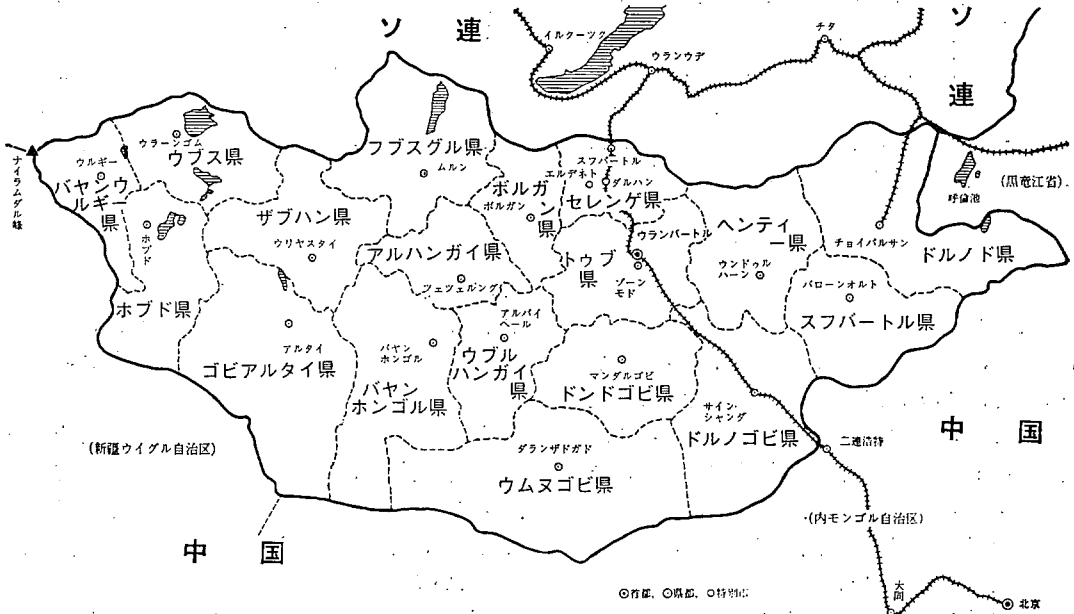 ソ連
ソ連
イルクーツク
ウランウデ
チタ
ナイラムダル峰
ウルギー
バヤンウルギー県
ウラーンゴム
ウブス県
ホブド
ホブド県
ザブハン県
ウリヤスタイ
フブスグル県
ムルン
ボルガン県
ボルガン
スフバートル
エルデネト
ダルハン
セレンゲ県
アルハンガイ県
ツェツェルング
ウランバートル
トゥブ県
ゾーンモド
ヘンティー県
ウンドゥルハーン
チョイバルサン
ドルノド県
(黒竜江省)
呼倫池
バローンオルト
スフバートル県
アルタイ
ゴビアルタイ県
バヤンホンゴル
バヤンホンゴル県
アルバイヘール
ウブルハンガイ県
マンダルゴビ
ドンドゴビ県
サイン・シャンダ
ドルノゴビ県
ダランザドガド
ウムヌゴビ県
二連浩特
中国
(新疆ウイグル自治区)
(内モンゴル自治区)
中国
大同
北京
◎首都、⊙県都、○特別市